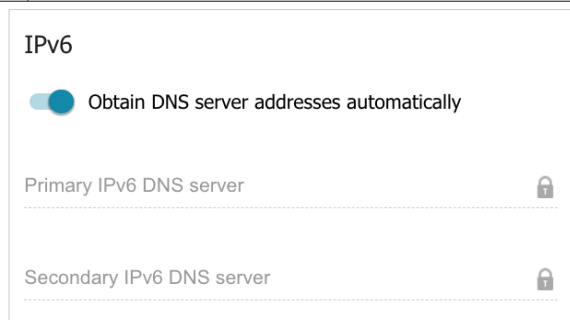 IPv6
Obtain DNS server addresses automatically
Primary IPv6 DNS server
Secondary IPv6 DNS server